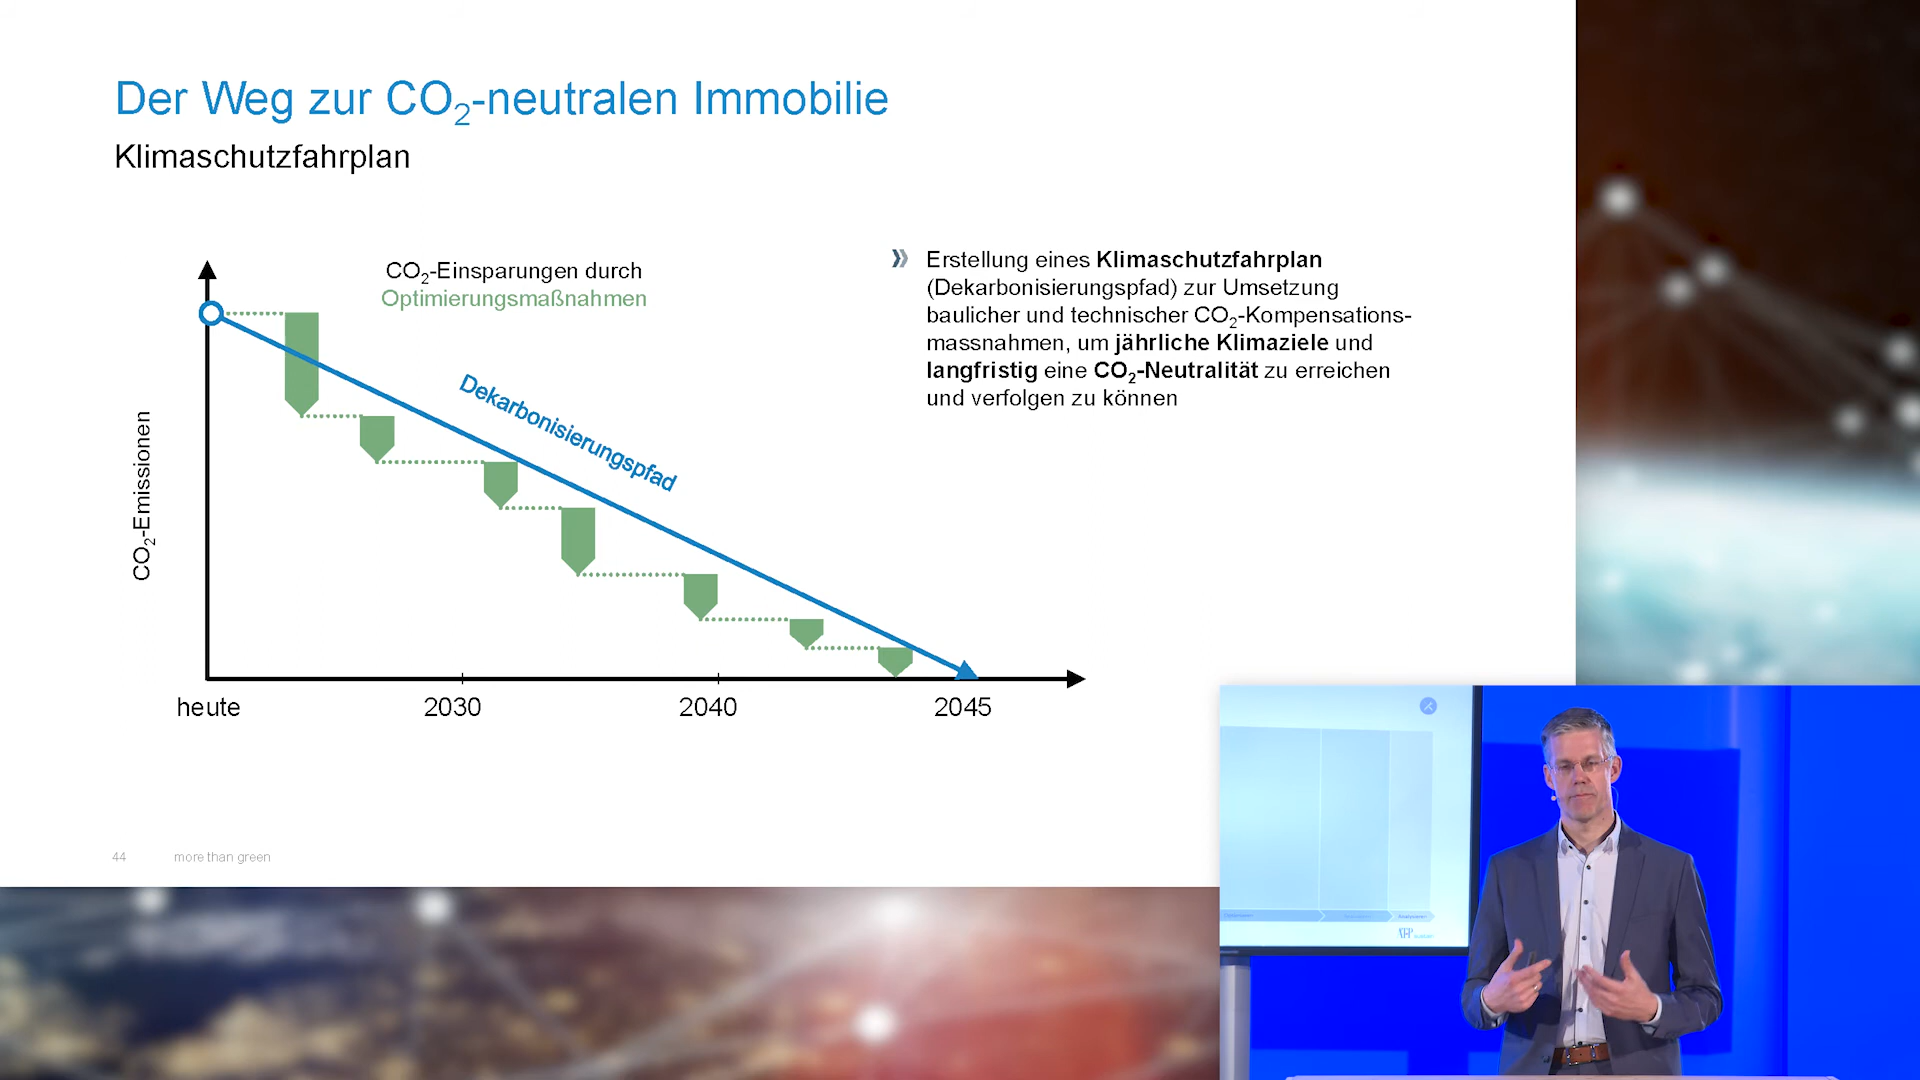 Der Weg zur CO₂-neutralen Immobilie
Klimaschutzfahrplan
CO₂-Einsparungen durch
Optimierungsmaßnahmen
Dekarbonisierungspfad
CO₂-Emissionen
heute
2030
2040
2045
Erstellung eines Klimaschutzfahrplan
(Dekarbonisierungspfad) zur Umsetzung
baulicher und technischer CO₂-Kompensations-
massnahmen, um jährliche Klimaziele und
langfristig eine CO₂-Neutralität zu erreichen
und verfolgen zu können
44
more than green